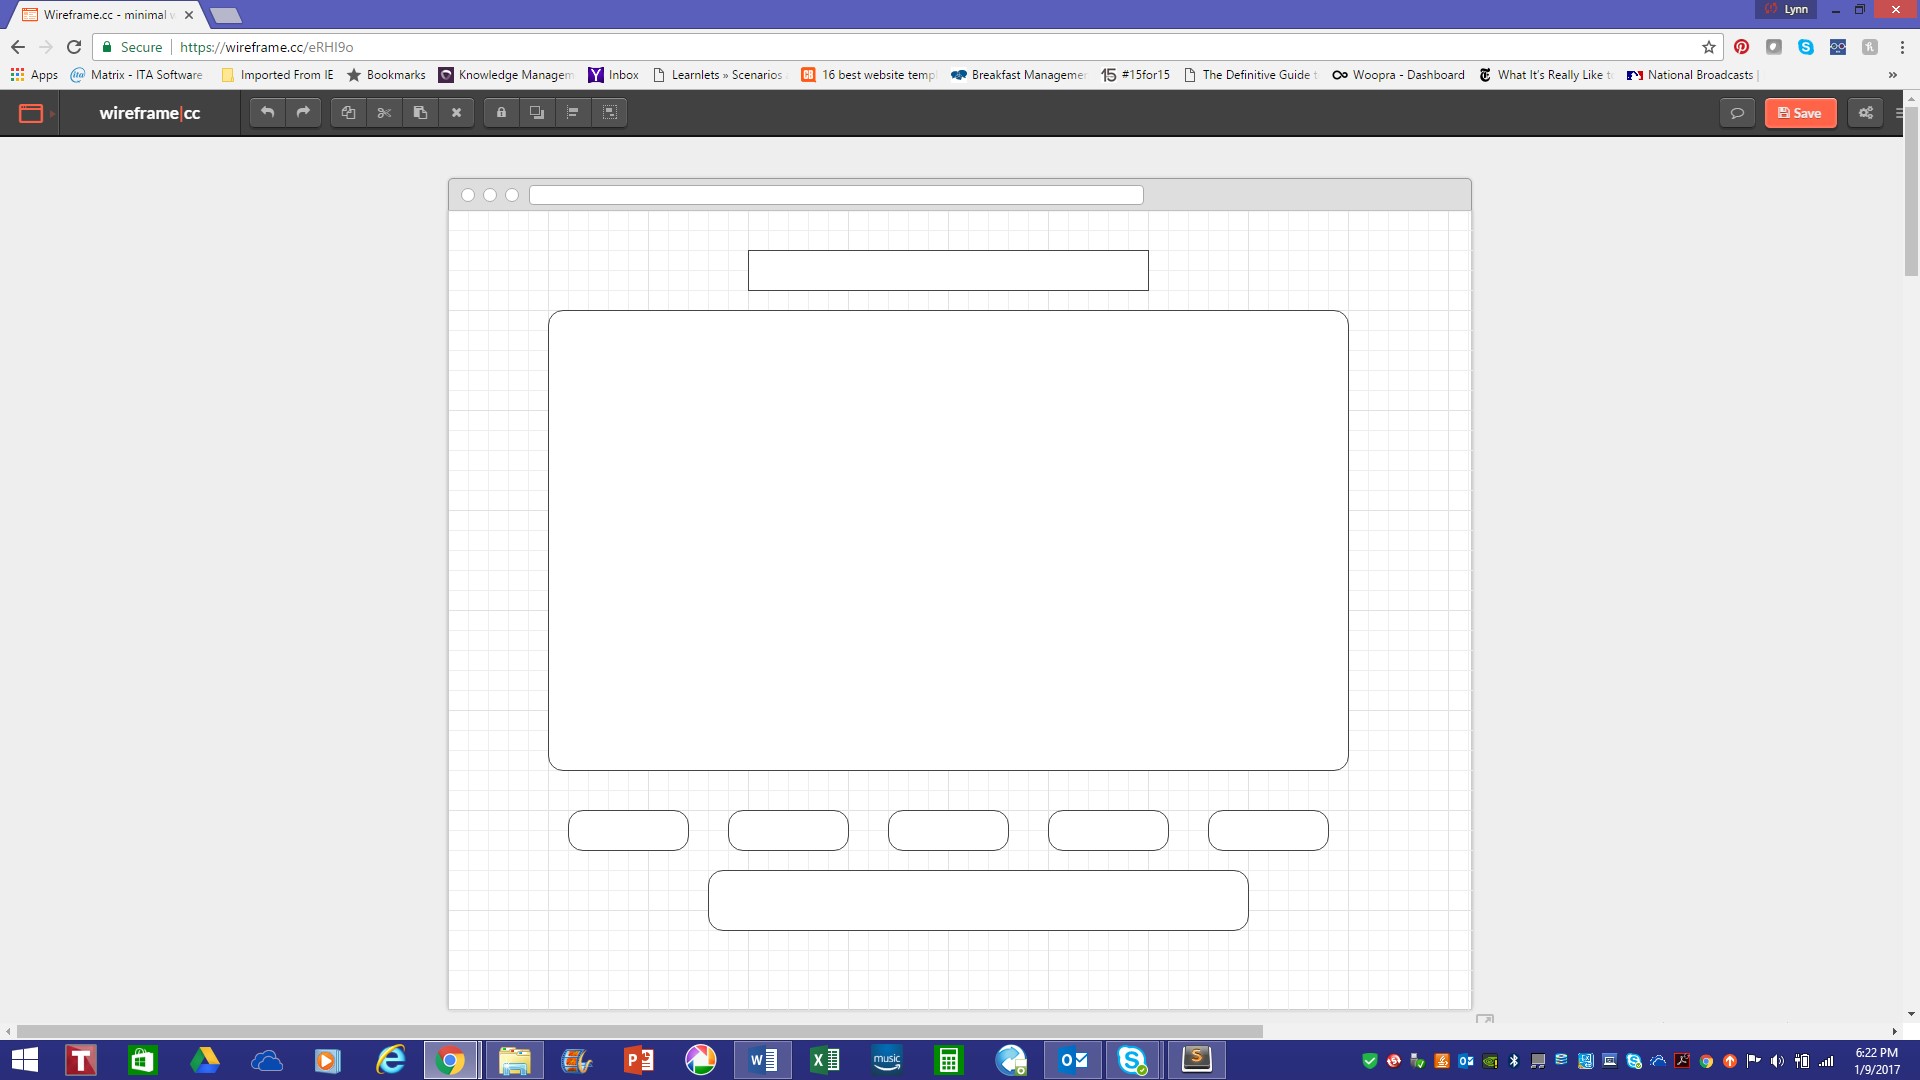 Wireframe.cc - minimal w
Lynn
Secure https://wireframe.cc/eRHI9o
Apps Matrix - ITA Software Imported From IE Bookmarks Knowledge Managem Inbox Learnlets » Scenarios 16 best website temp Breakfast Manageme #15for15 The Definitive Guide t Woopra - Dashboard What It's Really Like to National Broadcasts | »
wireframe|cc Save
music
6:22 PM
1/9/2017